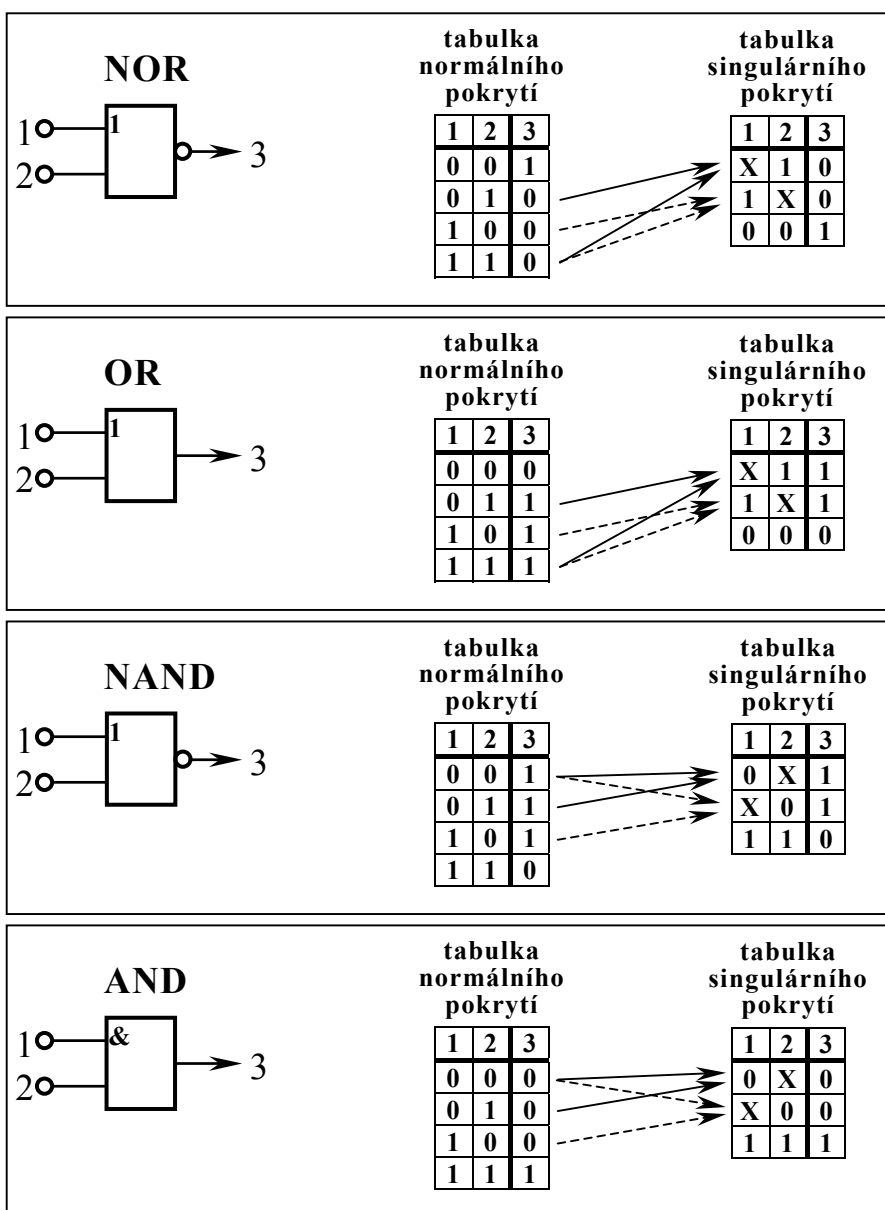 NOR
1
1
2
3
tabulka
normálního
pokrytí
1 2 3
0 0 1
0 1 0
1 0 0
1 1 0
tabulka
singulárního
pokrytí
1 2 3
X 1 0
1 X 0
0 0 1
OR
1
1
2
3
tabulka
normálního
pokrytí
1 2 3
0 0 0
0 1 1
1 0 1
1 1 1
tabulka
singulárního
pokrytí
1 2 3
X 1 1
1 X 1
0 0 0
NAND
1
1
2
3
tabulka
normálního
pokrytí
1 2 3
0 0 1
0 1 1
1 0 1
1 1 0
tabulka
singulárního
pokrytí
1 2 3
0 X 1
X 0 1
1 1 0
AND
1
&
2
3
tabulka
normálního
pokrytí
1 2 3
0 0 0
0 1 0
1 0 0
1 1 1
tabulka
singulárního
pokrytí
1 2 3
0 X 0
X 0 0
1 1 1